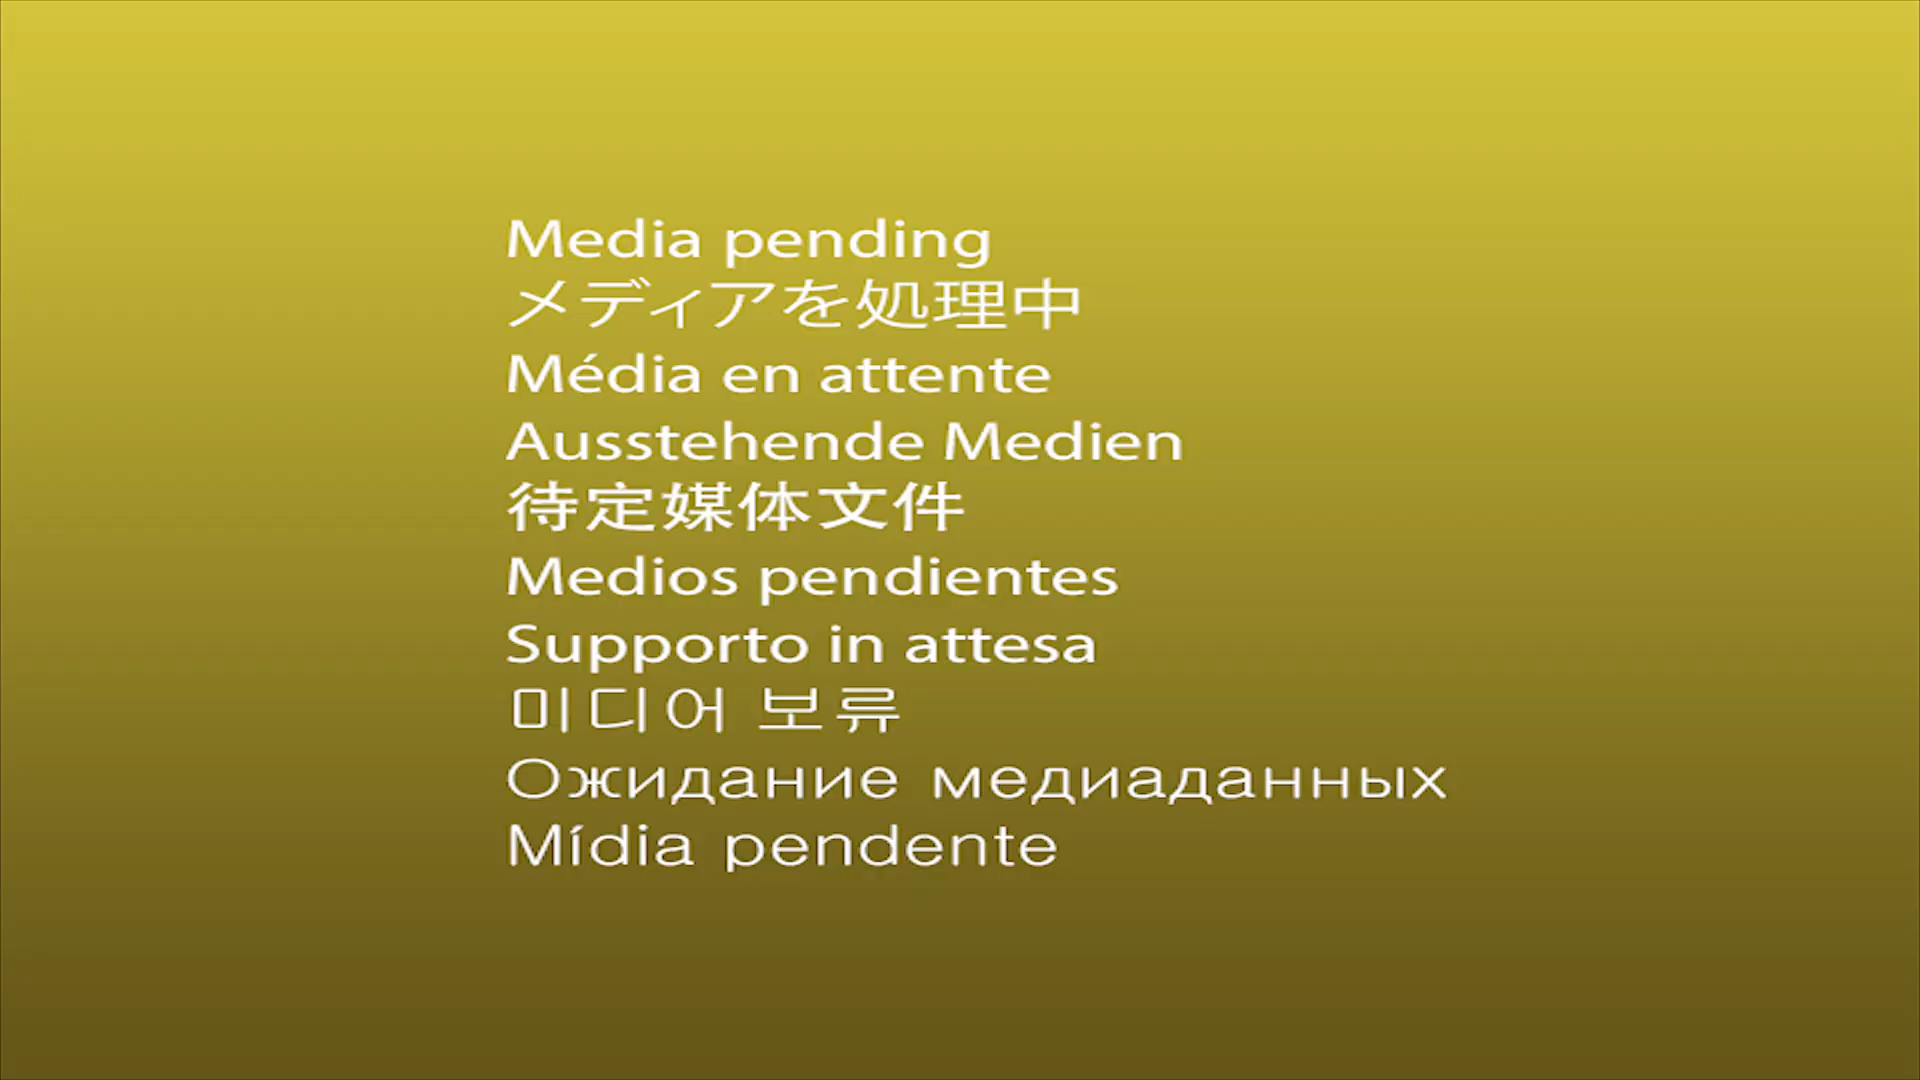 Media pending
メディアを処理中
Média en attente
Ausstehende Medien
待定媒体文件
Medios pendientes
Supporto in attesa
미디어 보류
Ожидание медиаданных
Mídia pendente